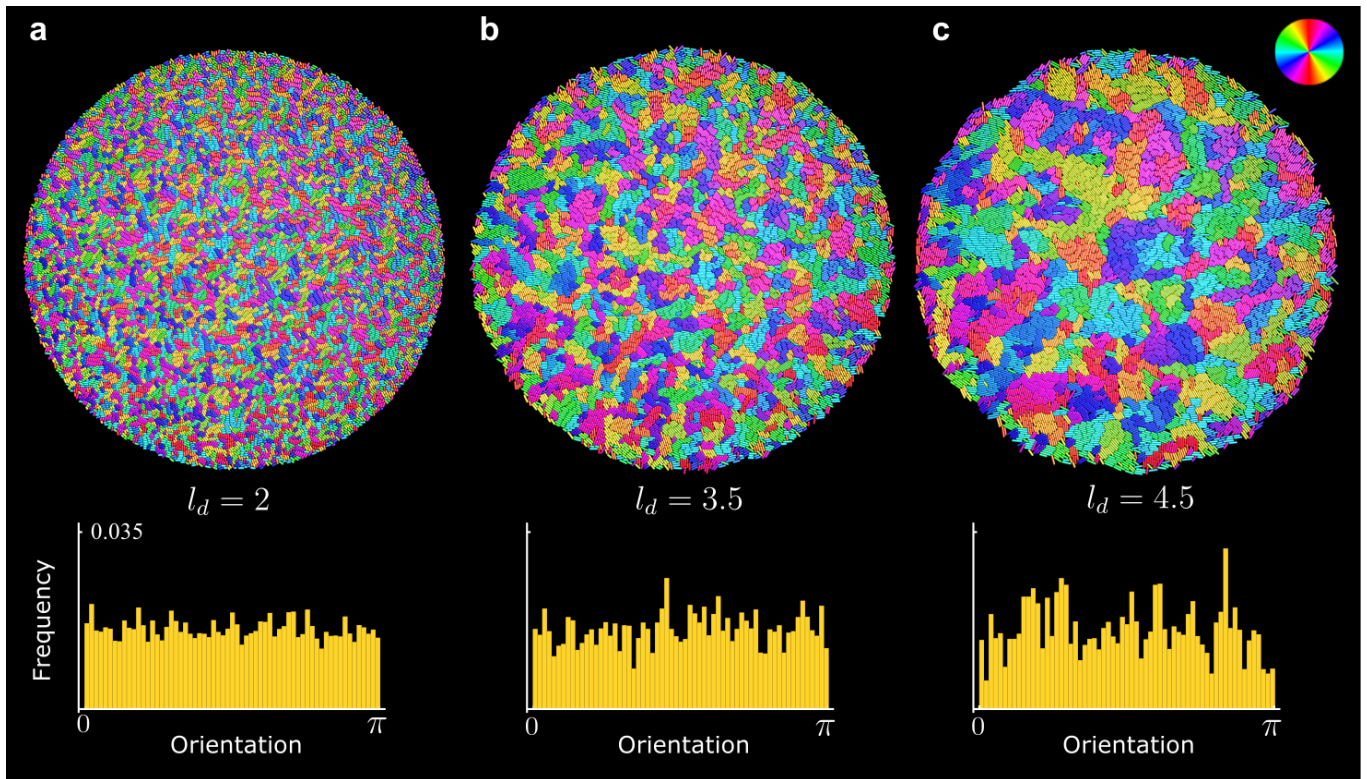 a
b
c
l_d = 2
l_d = 3.5
l_d = 4.5
0.035
Frequency
0
π
Orientation
0
π
Orientation
0
π
Orientation